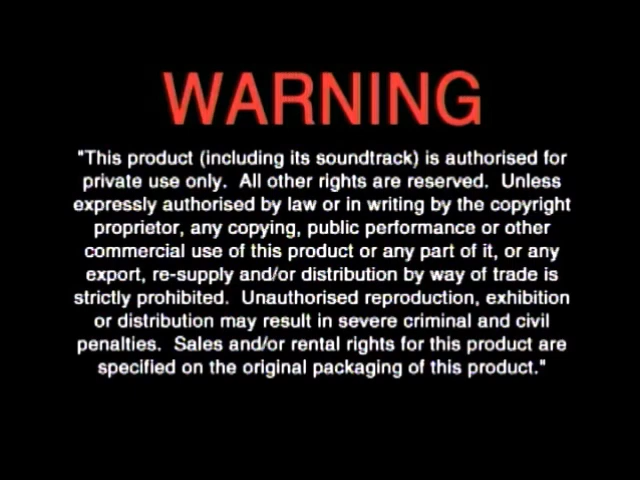 WARNING
"This product (including its soundtrack) is authorised for
private use only.  All other rights are reserved.  Unless
expressly authorised by law or in writing by the copyright
proprietor, any copying, public performance or other
commercial use of this product or any part of it, or any
export, re-supply and/or distribution by way of trade is
strictly prohibited.  Unauthorised reproduction, exhibition
or distribution may result in severe criminal and civil
penalties.  Sales and/or rental rights for this product are
specified on the original packaging of this product."